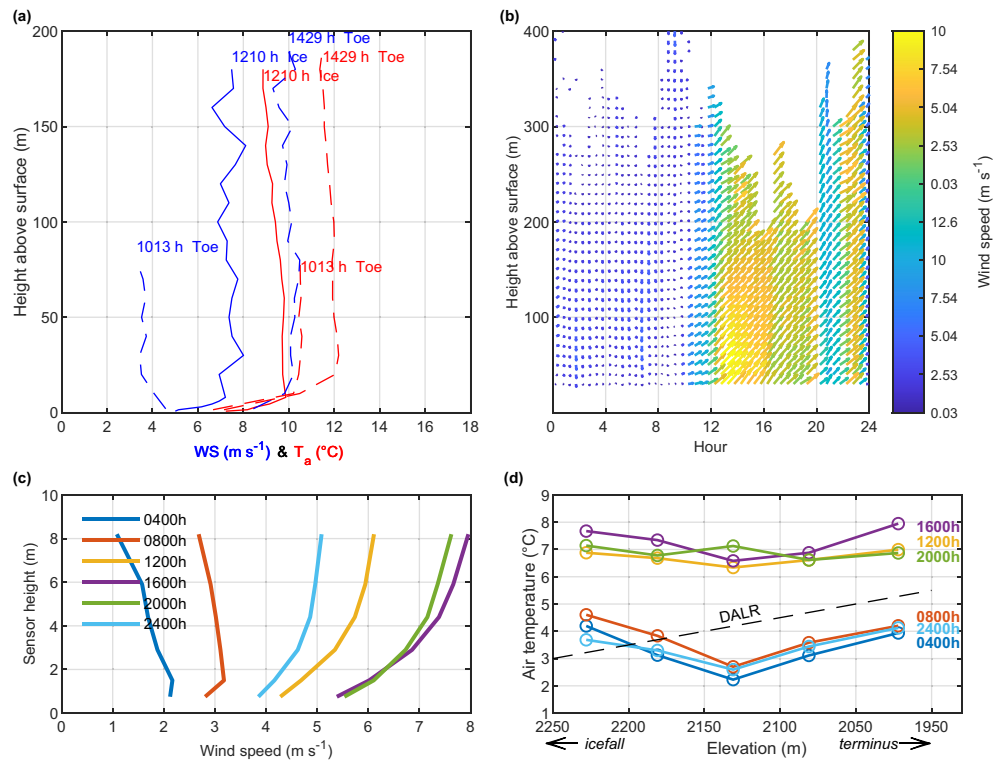 (a)
200
150
100
50
0
Height above surface (m)
1429 h Toe
1210 h Ice
1429 h Toe
1210 h Ice
1013 h Toe
1013 h Toe
0 2 4 6 8 10 12 14 16 18
WS (m s⁻¹) & Tₐ (°C)
(b)
400
300
200
100
Height above surface (m)
0 4 8 12 16 20 24
Hour
10
7.54
5.04
2.53
0.03
12.6
10
7.54
5.04
2.53
0.03
Wind speed (m s⁻¹)
(c)
10
8
6
4
2
0
Sensor height (m)
0400h
0800h
1200h
1600h
2000h
2400h
0 1 2 3 4 5 6 7 8
Wind speed (m s⁻¹)
(d)
9
8
7
6
5
4
3
2
1
Air temperature (°C)
1600h
1200h
2000h
DALR
0800h
2400h
0400h
2250 2200 2150 2100 2050 1950
icefall Elevation (m) terminus